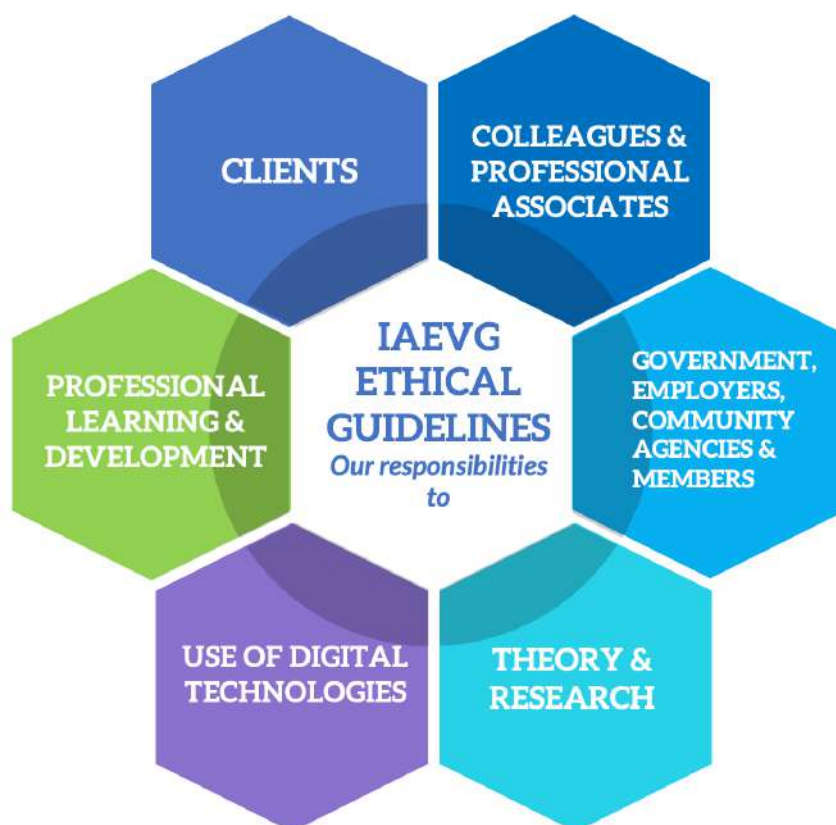 CLIENTS
COLLEAGUES &
PROFESSIONAL
ASSOCIATES
IAEVG
ETHICAL
GUIDELINES
Our responsibilities
to
GOVERNMENT,
EMPLOYERS,
COMMUNITY
AGENCIES &
MEMBERS
PROFESSIONAL
LEARNING &
DEVELOPMENT
USE OF DIGITAL
TECHNOLOGIES
THEORY &
RESEARCH